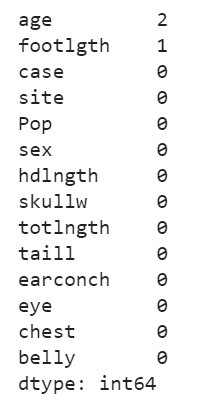 age 2
footlgth 1
case 0
site 0
Pop 0
sex 0
hdlngth 0
skullw 0
totlngth 0
taill 0
earconch 0
eye 0
chest 0
belly 0
dtype: int64